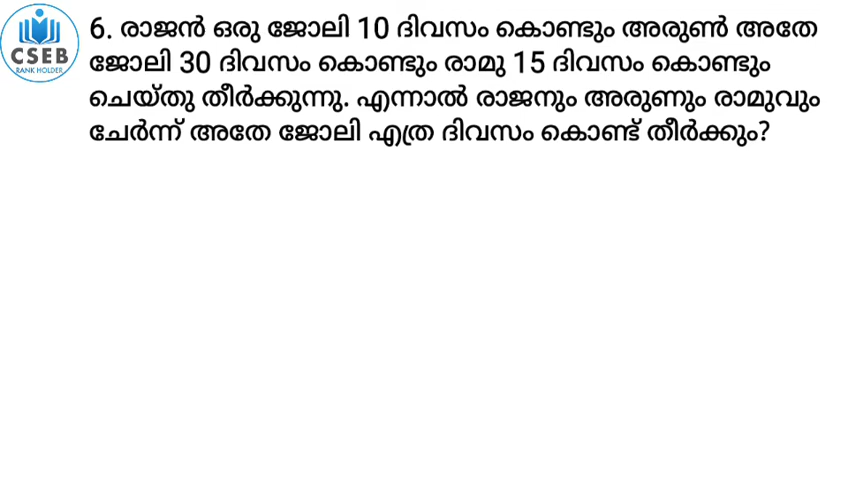 CSEB
RANK HOLDER
6. രാജൻ ഒരു ജോലി 10 ദിവസം കൊണ്ടും അരുൺ അതേ
ജോലി 30 ദിവസം കൊണ്ടും രാമു 15 ദിവസം കൊണ്ടും
ചെയ്തു തീർക്കുന്നു. എന്നാൽ രാജനും അരുണും രാമുവും
ചേർന്ന് അതേ ജോലി എത്ര ദിവസം കൊണ്ട് തീർക്കും?